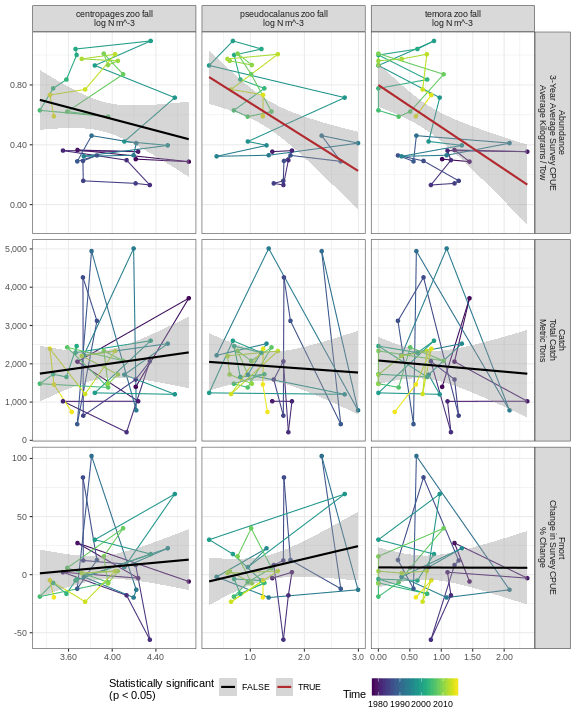 centropages zoo fall
log N m^-3
pseudocalanus zoo fall
log N m^-3
temora zoo fall
log N m^-3
0.80
0.40
0.00
Abundance
3-Year Average Survey CPUE
Average Kilograms / Tow
5,000
4,000
3,000
2,000
1,000
0
Catch
Total Catch
Metric Tons
100
50
0
-50
Fmort
Change in Survey CPUE
% Change
3.60 4.00 4.40
1.0 2.0 3.0
0.00 0.50 1.00 1.50 2.00
Statistically significant
(p < 0.05)
FALSE
TRUE
Time
1980 1990 2000 2010